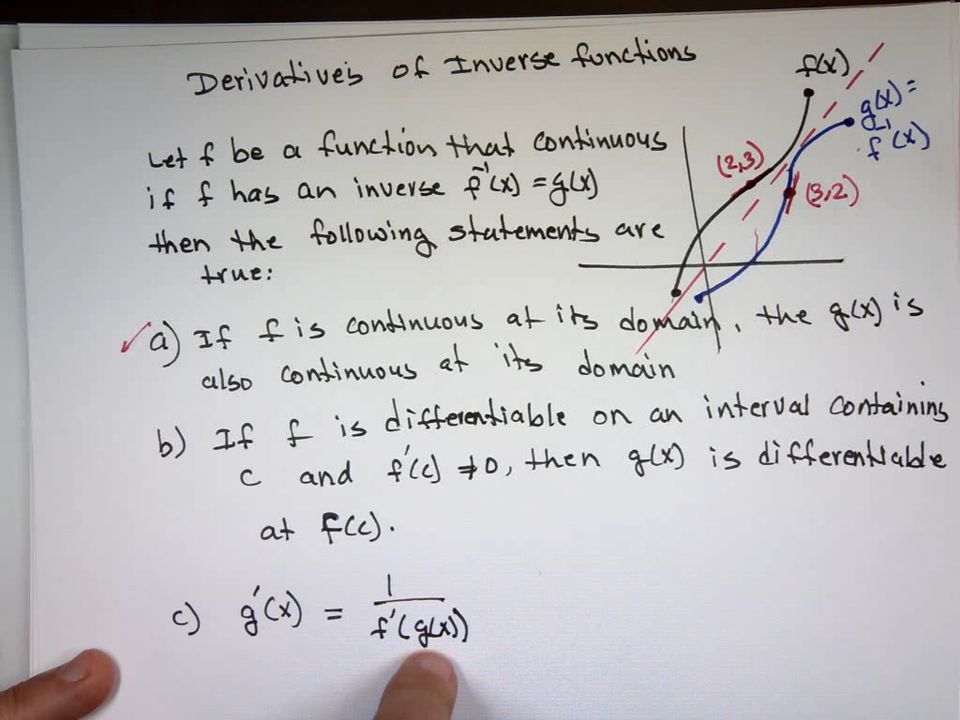 Derivatives of Inverse functions
Let f be a function that continuous
if f has an inverse f⁻¹(x) = g(x)
then the following statements are
true:
f(x)
g(x) =
f⁻¹(x)
(2,3)
(3,2)
a) If f is continuous at its domain, the g(x) is
also continuous at its domain
b) If f is differentiable on an interval containing
c and f'(c) ≠ 0, then g(x) is differentiable
at f(c).
c) g'(x) = 1 / f'(g(x))